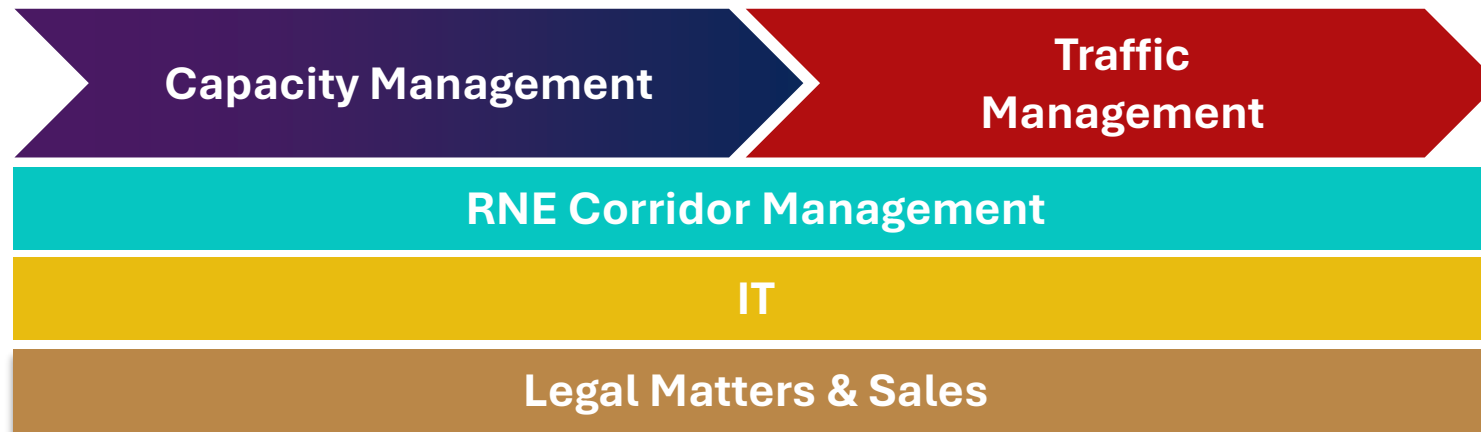 Capacity Management
Traffic
Management
RNE Corridor Management
IT
Legal Matters & Sales